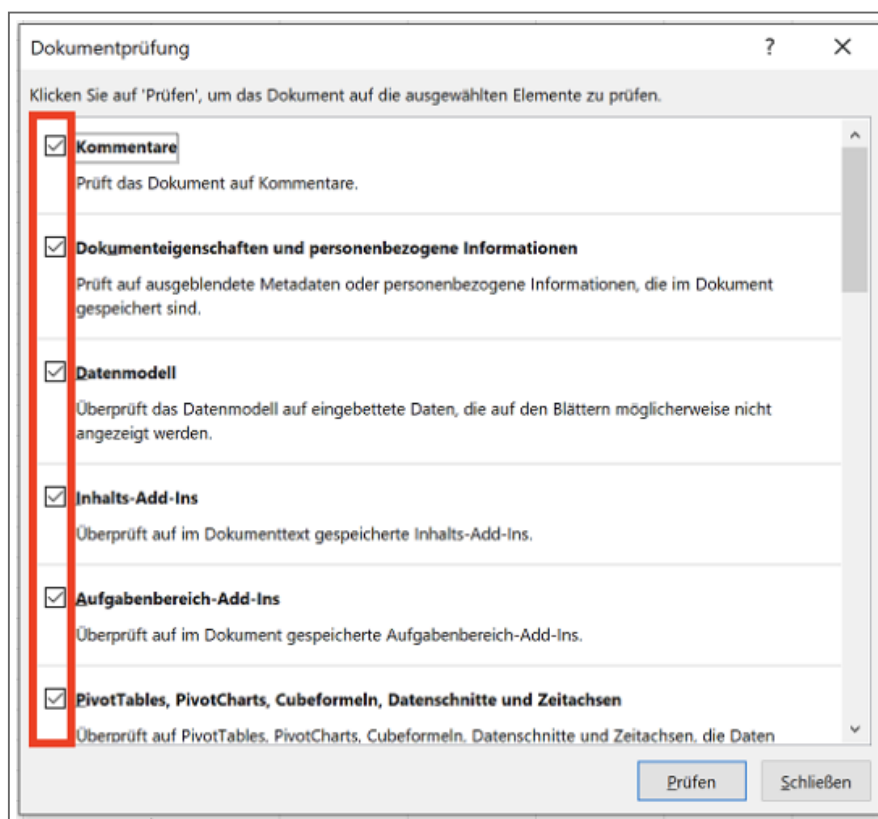 Dokumentprüfung
Klicken Sie auf 'Prüfen', um das Dokument auf die ausgewählten Elemente zu prüfen.
Kommentare
Prüft das Dokument auf Kommentare.
Dokumenteigenschaften und personenbezogene Informationen
Prüft auf ausgeblendete Metadaten oder personenbezogene Informationen, die im Dokument
gespeichert sind.
Datenmodell
Überprüft das Datenmodell auf eingebettete Daten, die auf den Blättern möglicherweise nicht
angezeigt werden.
Inhalts-Add-Ins
Überprüft auf im Dokumenttext gespeicherte Inhalts-Add-Ins.
Aufgabenbereich-Add-Ins
Überprüft auf im Dokument gespeicherte Aufgabenbereich-Add-Ins.
PivotTables, PivotCharts, Cubeformeln, Datenschnitte und Zeitachsen
Überprüft auf PivotTables, PivotCharts, Cubeformeln, Datenschnitte und Zeitachsen, die Daten
Prüfen Schließen